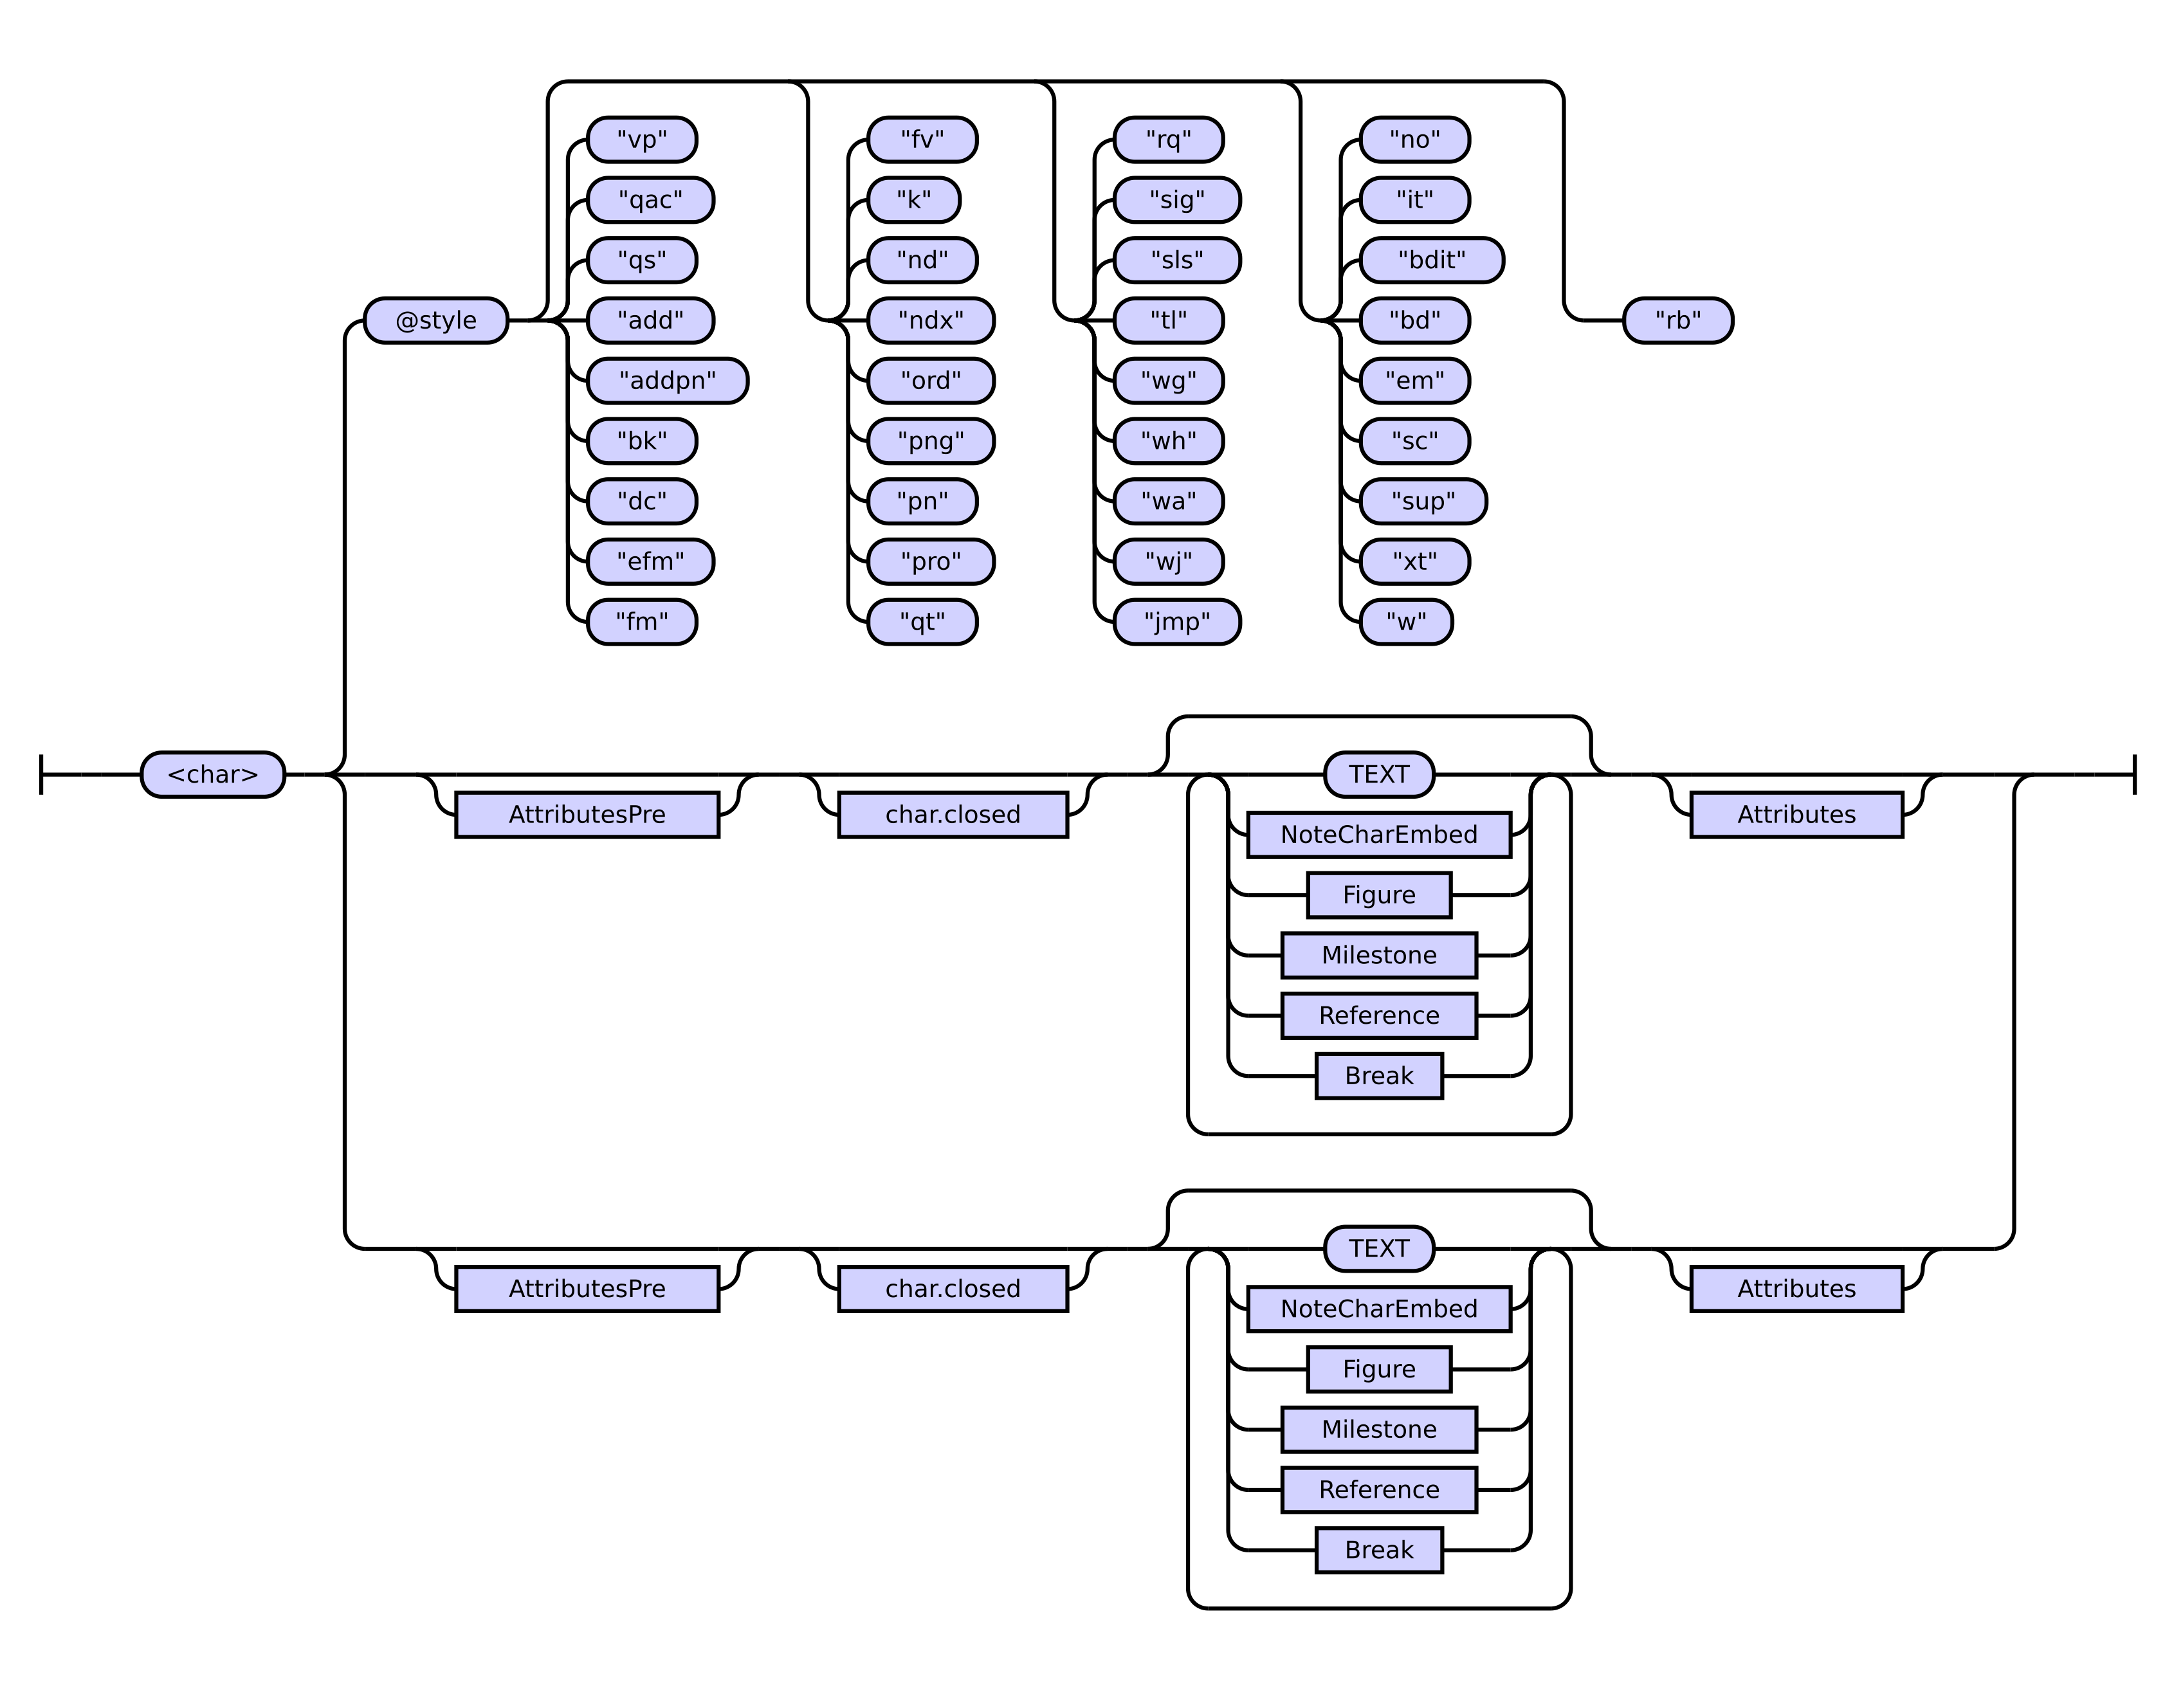 "vp" "fv" "rq" "no"
"qac" "k" "sig" "it"
"qs" "nd" "sls" "bdit"
@style "add" "ndx" "tl" "bd" "rb"
"addpn" "ord" "wg" "em"
"bk" "png" "wh" "sc"
"dc" "pn" "wa" "sup"
"efm" "pro" "wj" "xt"
"fm" "qt" "jmp" "w"
<char> TEXT
AttributesPre char.closed Attributes
NoteCharEmbed
Figure
Milestone
Reference
Break
TEXT
AttributesPre char.closed Attributes
NoteCharEmbed
Figure
Milestone
Reference
Break